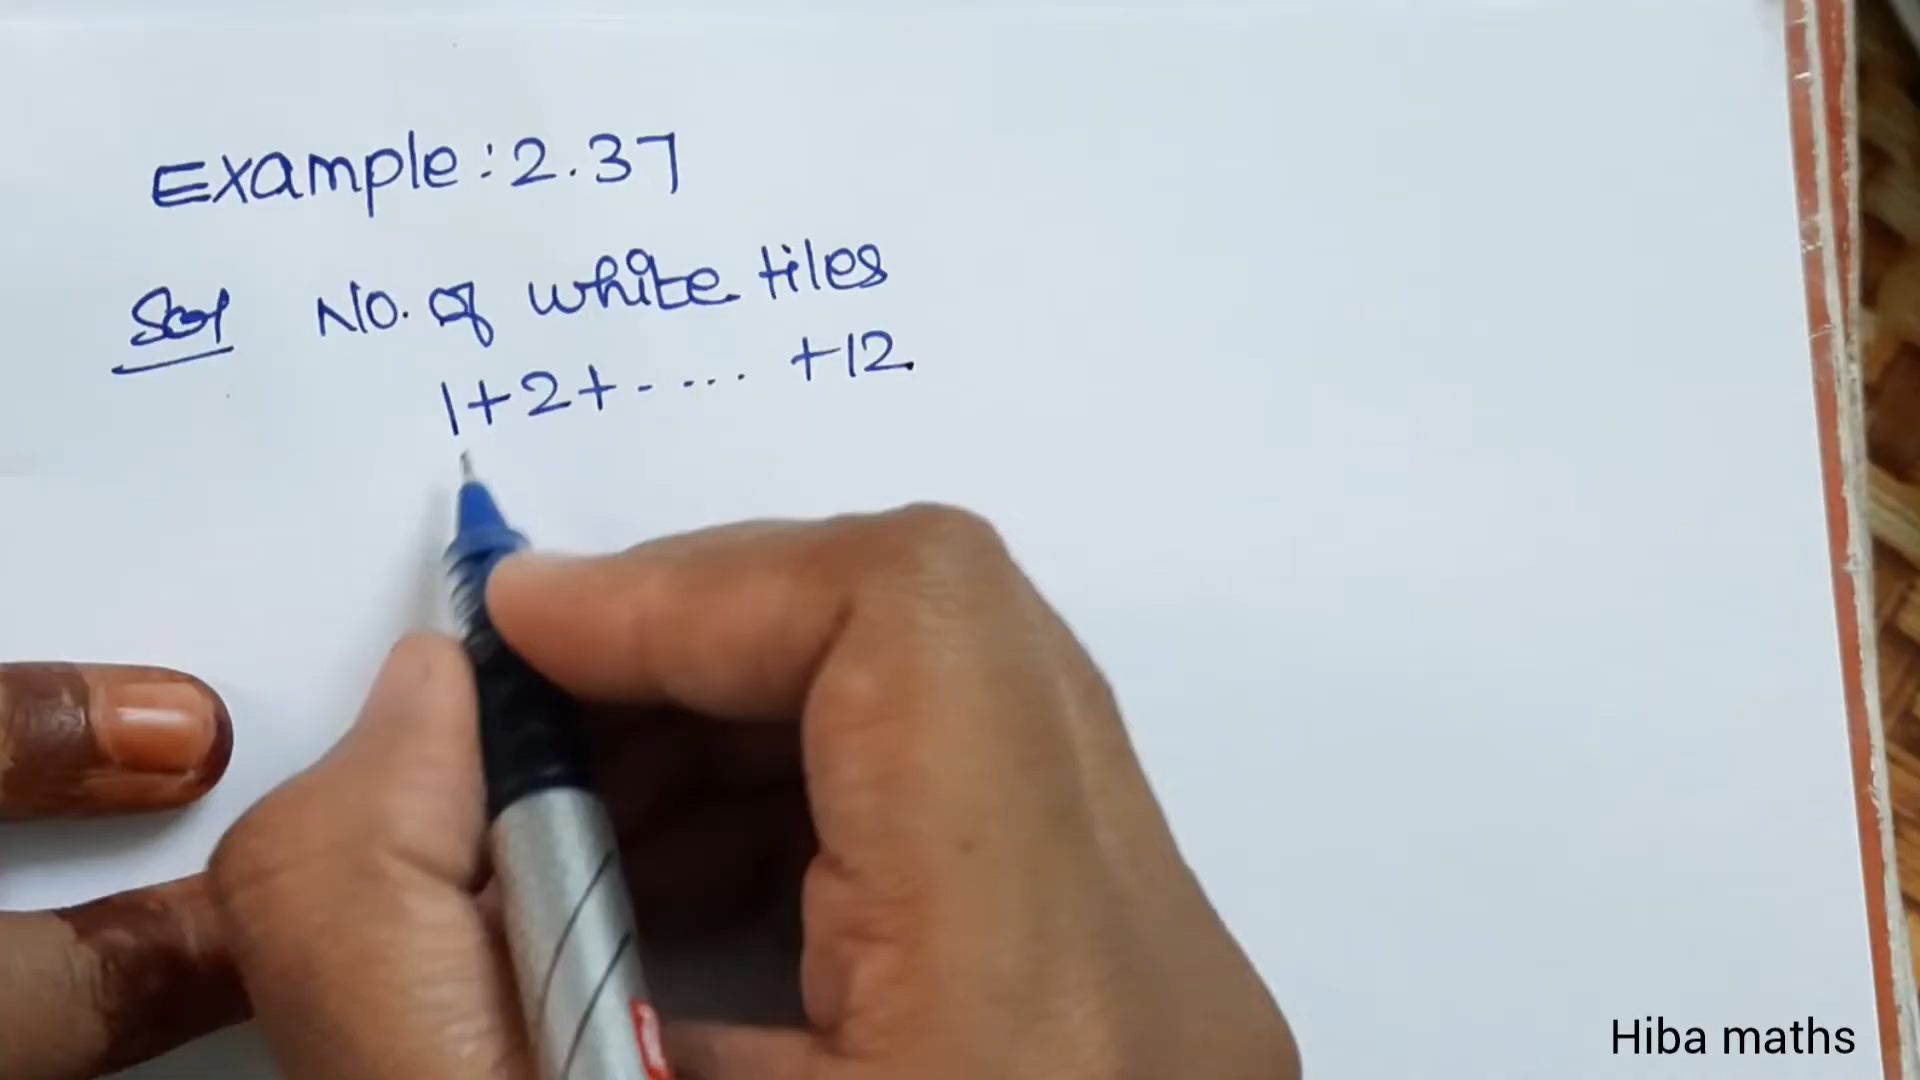 Example: 2.37
Sol No. of white tiles
1+2+ - .... +12.
Hiba maths